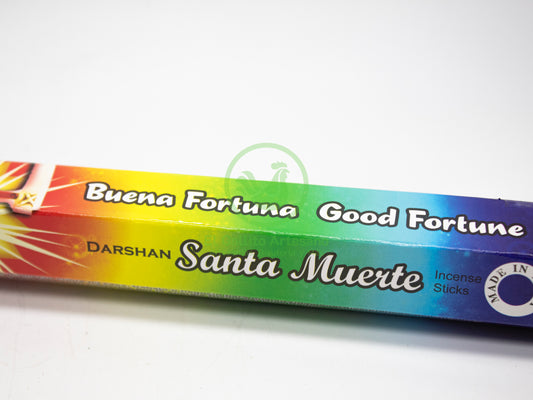 Buena Fortuna Good Fortune
DARSHAN Santa Muerte Incense Sticks
MADE IN